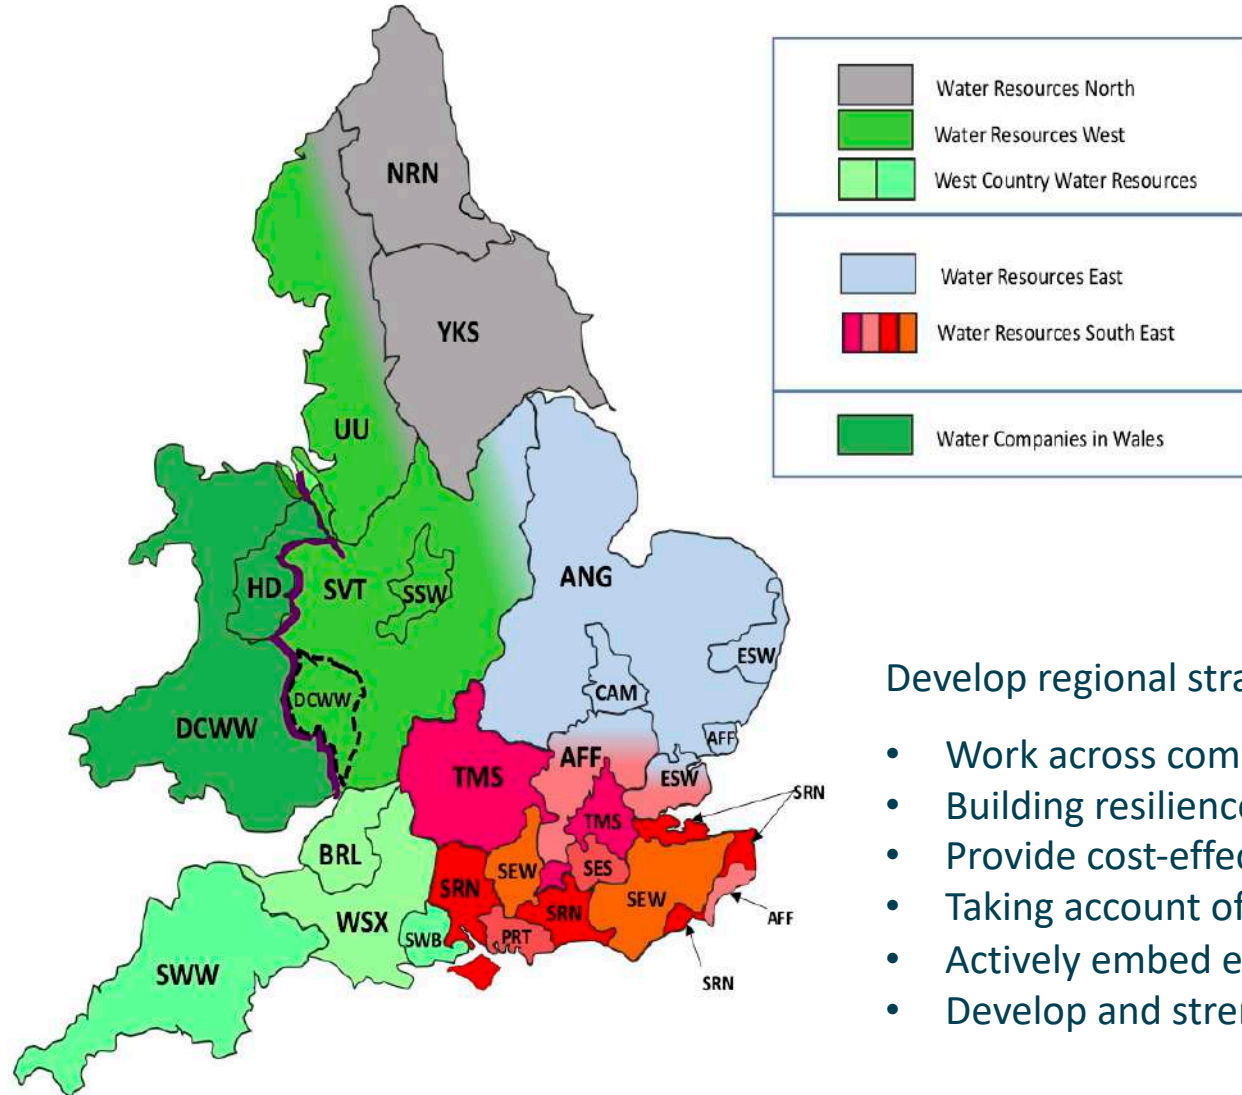 Water Resources North
Water Resources West
West Country Water Resources
Water Resources East
Water Resources South East
Water Companies in Wales
NRN
YKS
UU
HD
SVT
SSW
ANG
ESW
CAM
DCWW
DCWW
AFF
AFF
ESW
TMS
TMS
SRN
BRL
SEW
SES
SRN
SRN
SEW
AFF
WSX
SWB
PRT
SWW
SRN
Develop regional stra
• Work across com
• Building resilience
• Provide cost-effec
• Taking account of
• Actively embed e
• Develop and stren